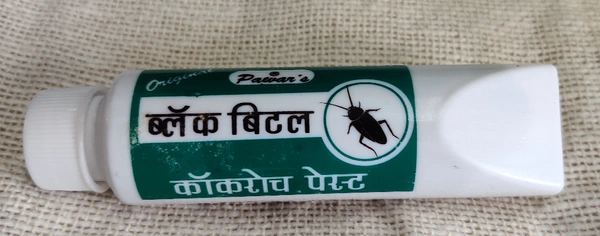 Original
Pawar's
ब्लॅक बिटल
कॉकरोच पेस्ट